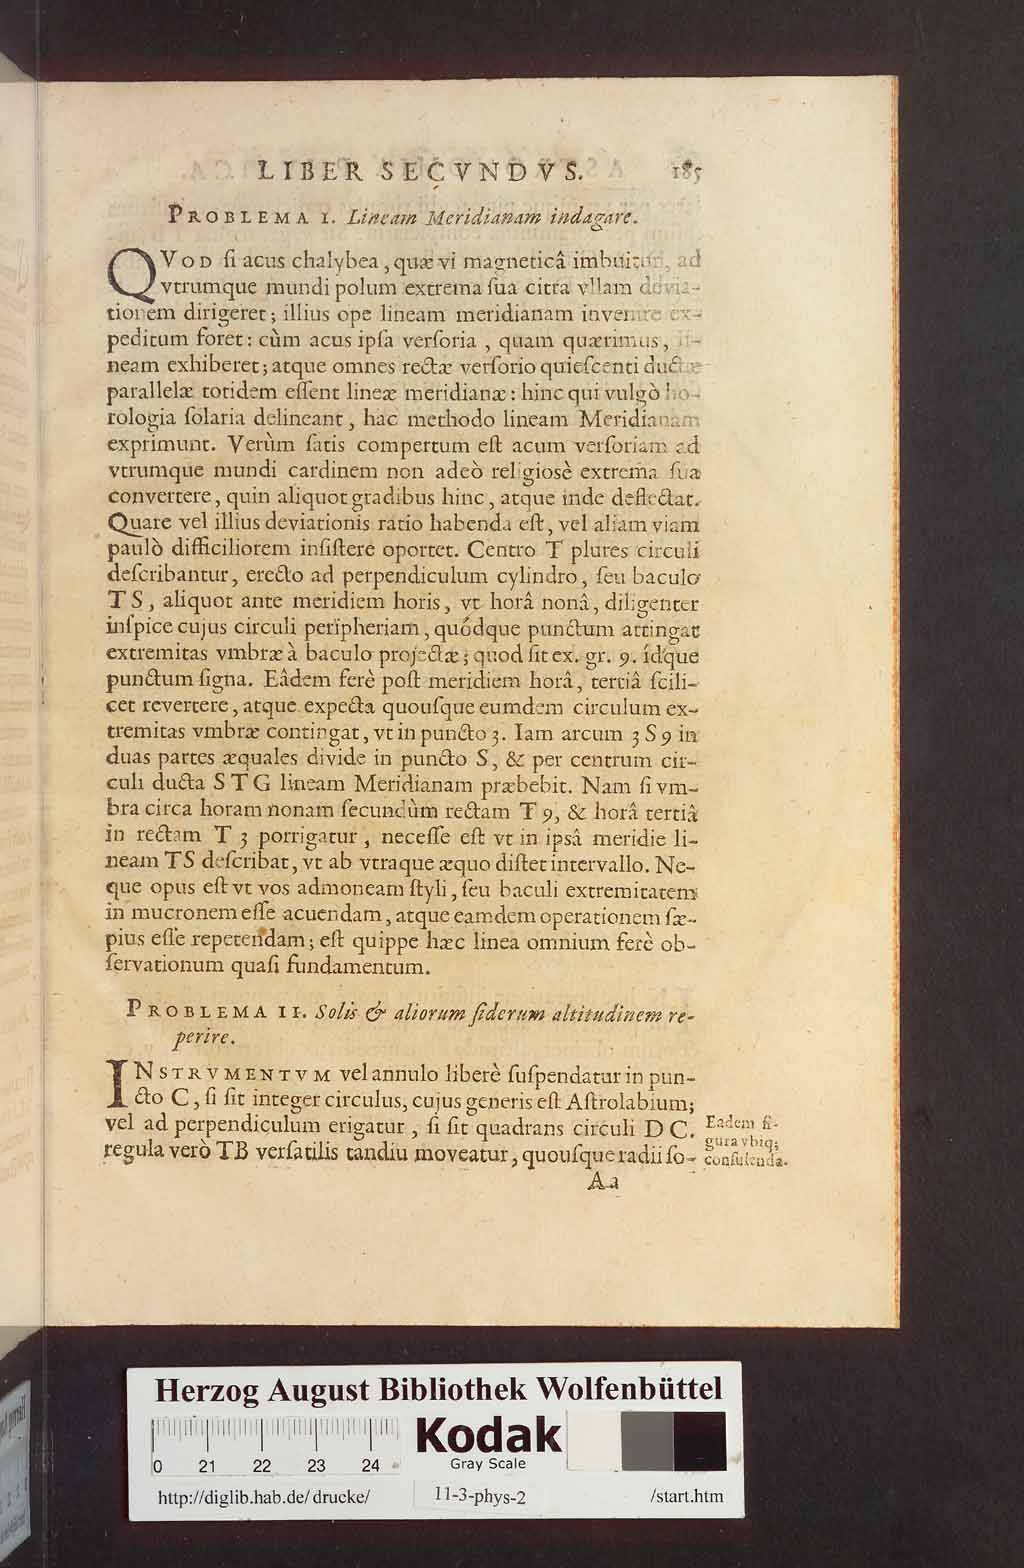 LIBER SECVNDVS. 185
PROBLEMA I. Lineam Meridianam indagare.
QVOD ſi acus chalybea, quæ vi magneticâ imbuitur, ad
vtrumque mundi polum extrema ſua citra vllam devia-
tionem dirigeret; illius ope lineam meridianam invenire ex-
peditum foret: cùm acus ipſa verſoria, quam quærimus, li-
neam exhiberet; atque omnes rectæ verſorio quieſcenti ductæ
parallelæ totidem eſſent lineæ meridianæ: hinc qui vulgò ho-
rologia ſolaria delineant, hac methodo lineam Meridianam
exprimunt. Verùm ſatis compertum eſt acum verſoriam ad
vtrumque mundi cardinem non adeò religiosè extrema ſua
convertere, quin aliquot gradibus hinc, atque inde deflectat.
Quare vel illius deviationis ratio habenda eſt, vel aliam viam
paulò difficiliorem inſiſtere oportet. Centro T plures circuli
deſcribantur, erecto ad perpendiculum cylindro, ſeu baculo
TS, aliquot ante meridiem horis, vt horâ nonâ, diligenter
inſpice cujus circuli peripheriam, quódque punctum attingat
extremitas vmbræ à baculo projectæ; quod ſit ex. gr. 9. ídque
punctum ſigna. Eâdem ferè poſt meridiem horâ, tertiâ ſcili-
cet revertere, atque expecta quouſque eumdem circulum ex-
tremitas vmbræ contingat, vt in puncto 3. Iam arcum 3 S 9 in
duas partes æquales divide in puncto S, & per centrum cir-
culi ducta S T G lineam Meridianam præbebit. Nam ſi vm-
bra circa horam nonam ſecundùm rectam T 9, & horâ tertiâ
in rectam T 3 porrigatur, neceſſe eſt vt in ipsâ meridie li-
neam TS deſcribat, vt ab vtraque æquo diſtet intervallo. Ne-
que opus eſt vt vos admoneam ſtyli, ſeu baculi extremitatem
in mucronem eſſe acuendam, atque eamdem operationem ſæ-
pius eſſe repetendam; eſt quippe hæc linea omnium ferè ob-
ſervationum quaſi fundamentum.
PROBLEMA II. Solis & aliorum ſiderum altitudinem re-
perire.
INSTRVMENTVM vel annulo liberè ſuſpendatur in pun-
cto C, ſi ſit integer circulus, cujus generis eſt Aſtrolabium;
vel ad perpendiculum erigatur, ſi ſit quadrans circuli DC.
regula verò TB verſatilis tandiu moveatur, quouſque radii ſo-
Eadem fi-
gura vbiq;
conſulenda.
Aa
Herzog August Bibliothek Wolfenbüttel
0 21 22 23 24
Kodak
Gray Scale
http://diglib.hab.de/drucke/ 11-3-phys-2 /start.htm